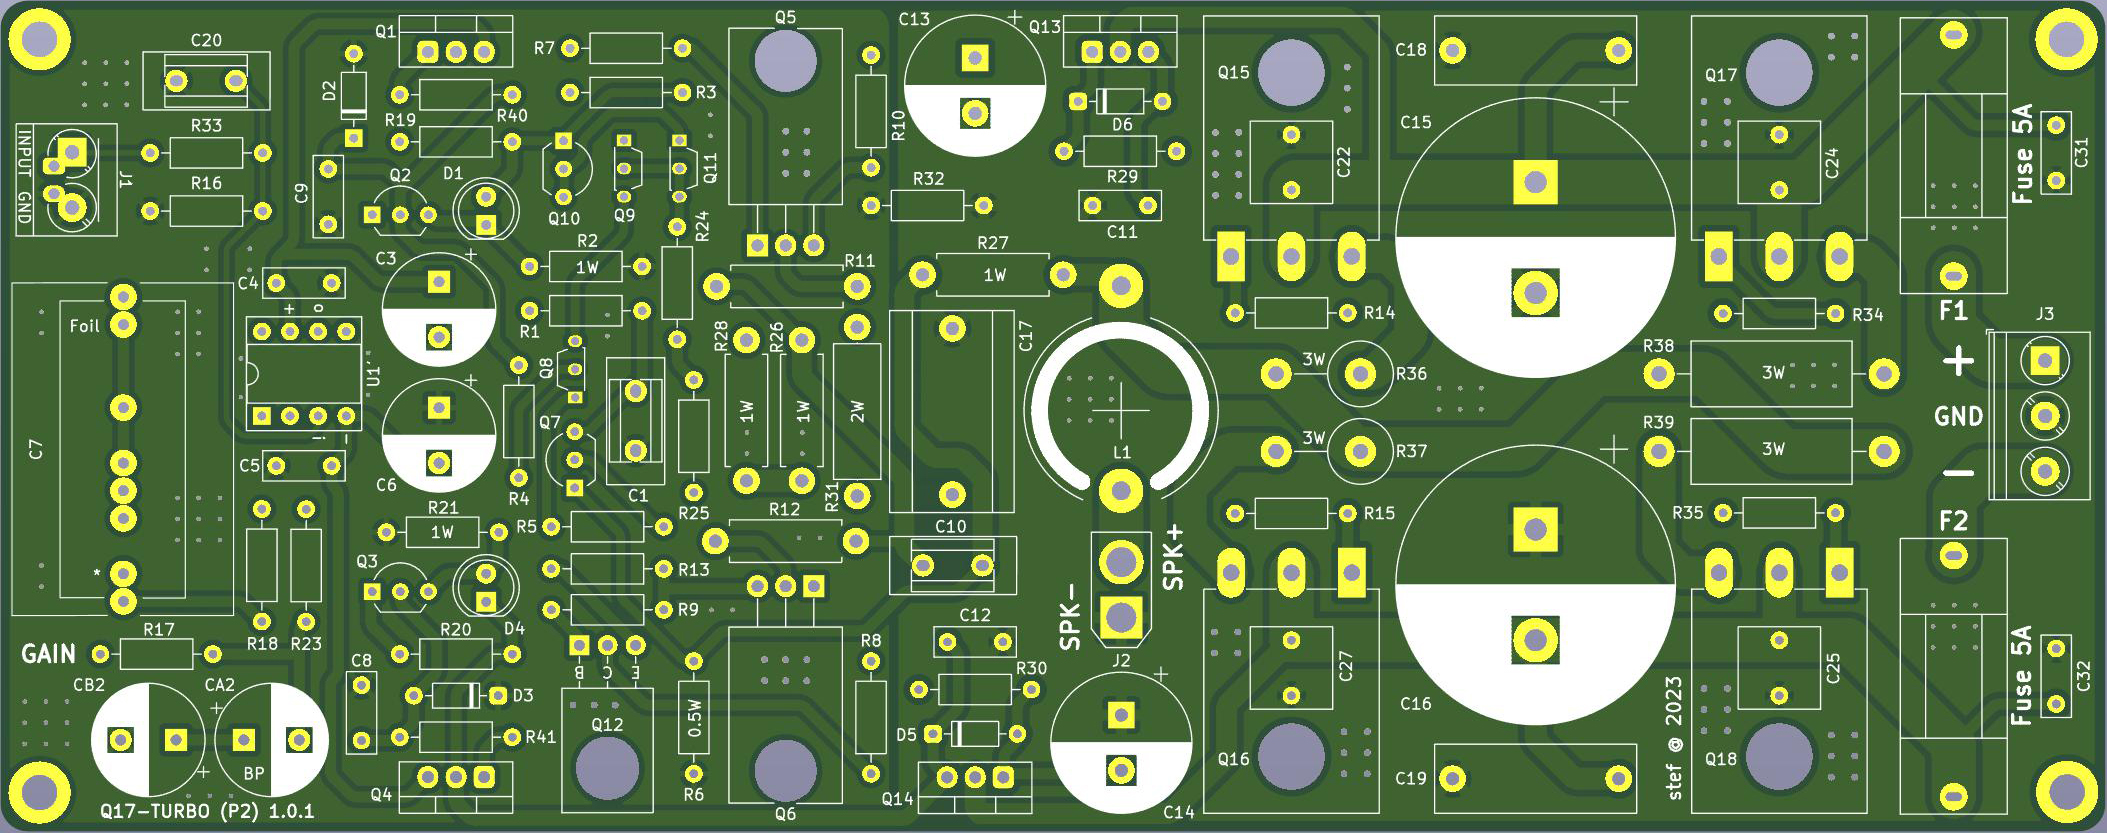 C20
Q1
R7
Q5
C13
Q13
Q15
C18
Q17
D2
R19
R40
R3
R10
D6
C15
Fuse 5A
C31
R33
INPUT GND
J1
R16
C9
Q2
D1
Q10
Q9
Q11
R24
R32
R29
C11
C22
C24
C3
R2
1W
R11
R27
1W
C4
+
o
Foil
R1
R28
R26
C17
R14
R34
F1
J3
U1,
Q8
1W
1W
2W
3W
R36
R38
3W
+
C7
GND
C5
C6
Q7
R4
C1
R25
R31
L1
3W
R37
R39
3W
-
i
-
R21
1W
R5
R12
C10
SPK+
R15
R35
F2
*
Q3
R13
R9
D4
SPK-
R18
R23
GAIN
R17
R20
B C E
R8
C12
R30
J2
C27
C25
Fuse 5A
C32
CB2
CA2
C8
D3
Q12
0.5W
D5
C16
stef @ 2023
BP
R41
Q4
R6
Q6
Q14
C14
Q16
C19
Q18
Q17-TURBO (P2) 1.0.1